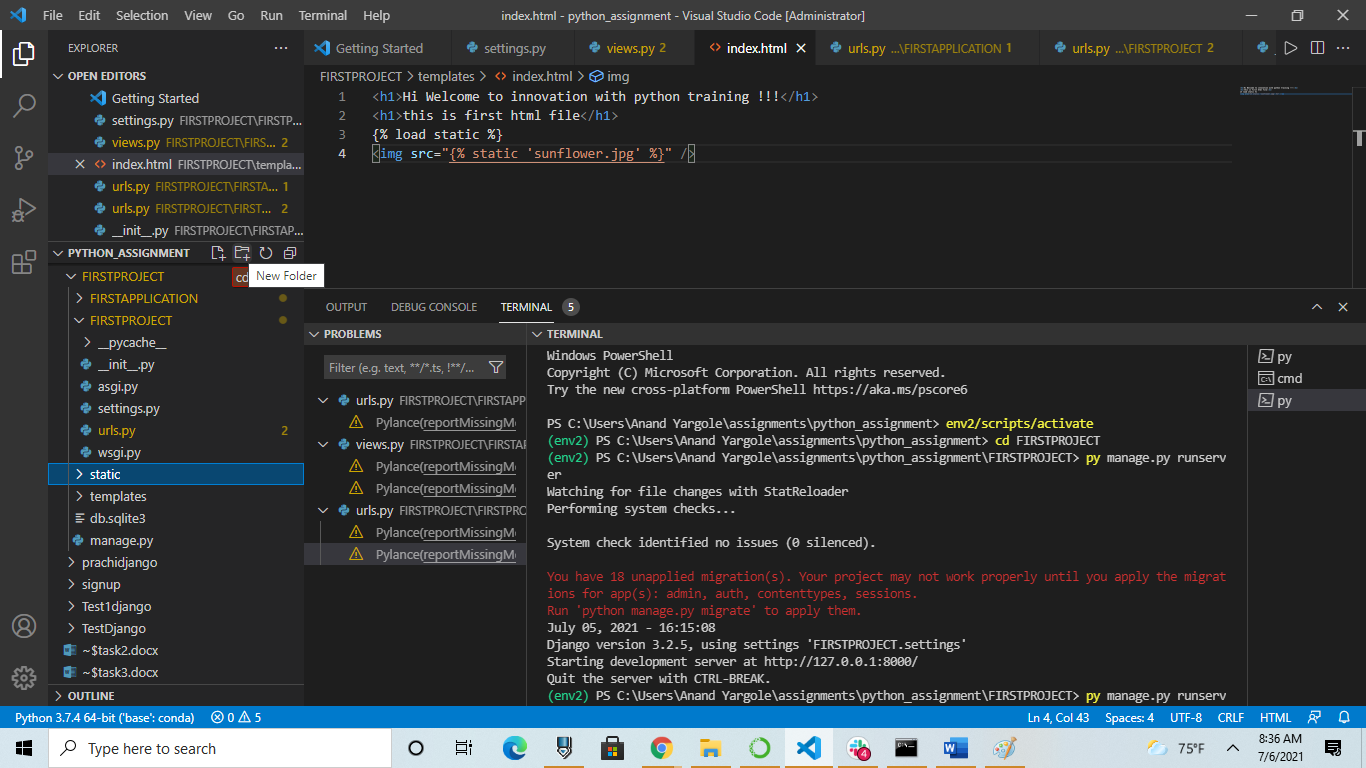 File Edit Selection View Go Run Terminal Help
index.html - python_assignment - Visual Studio Code [Administrator]
EXPLORER
Getting Started
settings.py
views.py 2
index.html
urls.py ...\FIRSTAPPLICATION 1
urls.py ...\FIRSTPROJECT 2
OPEN EDITORS
Getting Started
settings.py FIRSTPROJECT\FIRSTP...
views.py FIRSTPROJECT\FIRS... 2
index.html FIRSTPROJECT\templa...
urls.py FIRSTPROJECT\FIRSTA... 1
urls.py FIRSTPROJECT\FIRST... 2
__init__.py FIRSTPROJECT\FIRSTAP...
PYTHON_ASSIGNMENT
New Folder
cd
FIRSTPROJECT
FIRSTAPPLICATION
FIRSTPROJECT
__pycache__
__init__.py
asgi.py
settings.py
urls.py 2
wsgi.py
static
templates
db.sqlite3
manage.py
prachidjango
signup
Test1django
TestDjango
~$task2.docx
~$task3.docx
OUTLINE
FIRSTPROJECT > templates > index.html > img
1 <h1>Hi Welcome to innovation with python training !!!</h1>
2 <h1>this is first html file</h1>
3 {% load static %}
4 <img src="{% static 'sunflower.jpg' %}" />
OUTPUT DEBUG CONSOLE TERMINAL 5
PROBLEMS
Filter (e.g. text, **/*.ts, !**/...
urls.py FIRSTPROJECT\FIRSTAPP
Pylance(reportMissingM
views.py FIRSTPROJECT\FIRSTA
Pylance(reportMissingM
Pylance(reportMissingM
urls.py FIRSTPROJECT\FIRSTPRO
Pylance(reportMissingM
Pylance(reportMissingM
TERMINAL
Windows PowerShell
Copyright (C) Microsoft Corporation. All rights reserved.
Try the new cross-platform PowerShell https://aka.ms/pscore6
PS C:\Users\Anand Yargole\assignments\python_assignment> env2/scripts/activate
(env2) PS C:\Users\Anand Yargole\assignments\python_assignment> cd FIRSTPROJECT
(env2) PS C:\Users\Anand Yargole\assignments\python_assignment\FIRSTPROJECT> py manage.py runserv
er
Watching for file changes with StatReloader
Performing system checks...
System check identified no issues (0 silenced).
You have 18 unapplied migration(s). Your project may not work properly until you apply the migrat
ions for app(s): admin, auth, contenttypes, sessions.
Run 'python manage.py migrate' to apply them.
July 05, 2021 - 16:15:08
Django version 3.2.5, using settings 'FIRSTPROJECT.settings'
Starting development server at http://127.0.0.1:8000/
Quit the server with CTRL-BREAK.
(env2) PS C:\Users\Anand Yargole\assignments\python_assignment\FIRSTPROJECT> py manage.py runserv
py
cmd
py
Python 3.7.4 64-bit ('base': conda) 0 5
Ln 4, Col 43 Spaces: 4 UTF-8 CRLF HTML
Type here to search
4
75°F
8:36 AM
7/6/2021